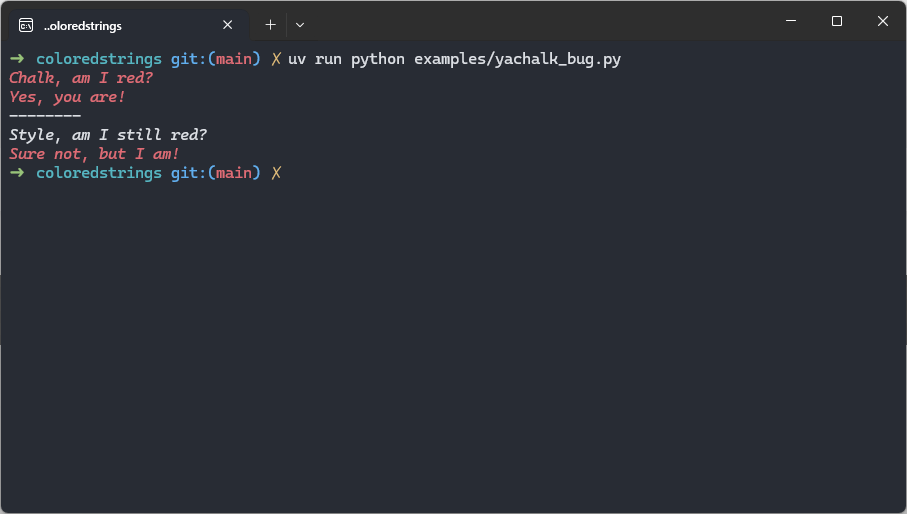 ..oloredstrings
➜ coloredstrings git:(main) ✗ uv run python examples/yachalk_bug.py
Chalk, am I red?
Yes, you are!
--------
Style, am I still red?
Sure not, but I am!
➜ coloredstrings git:(main) ✗